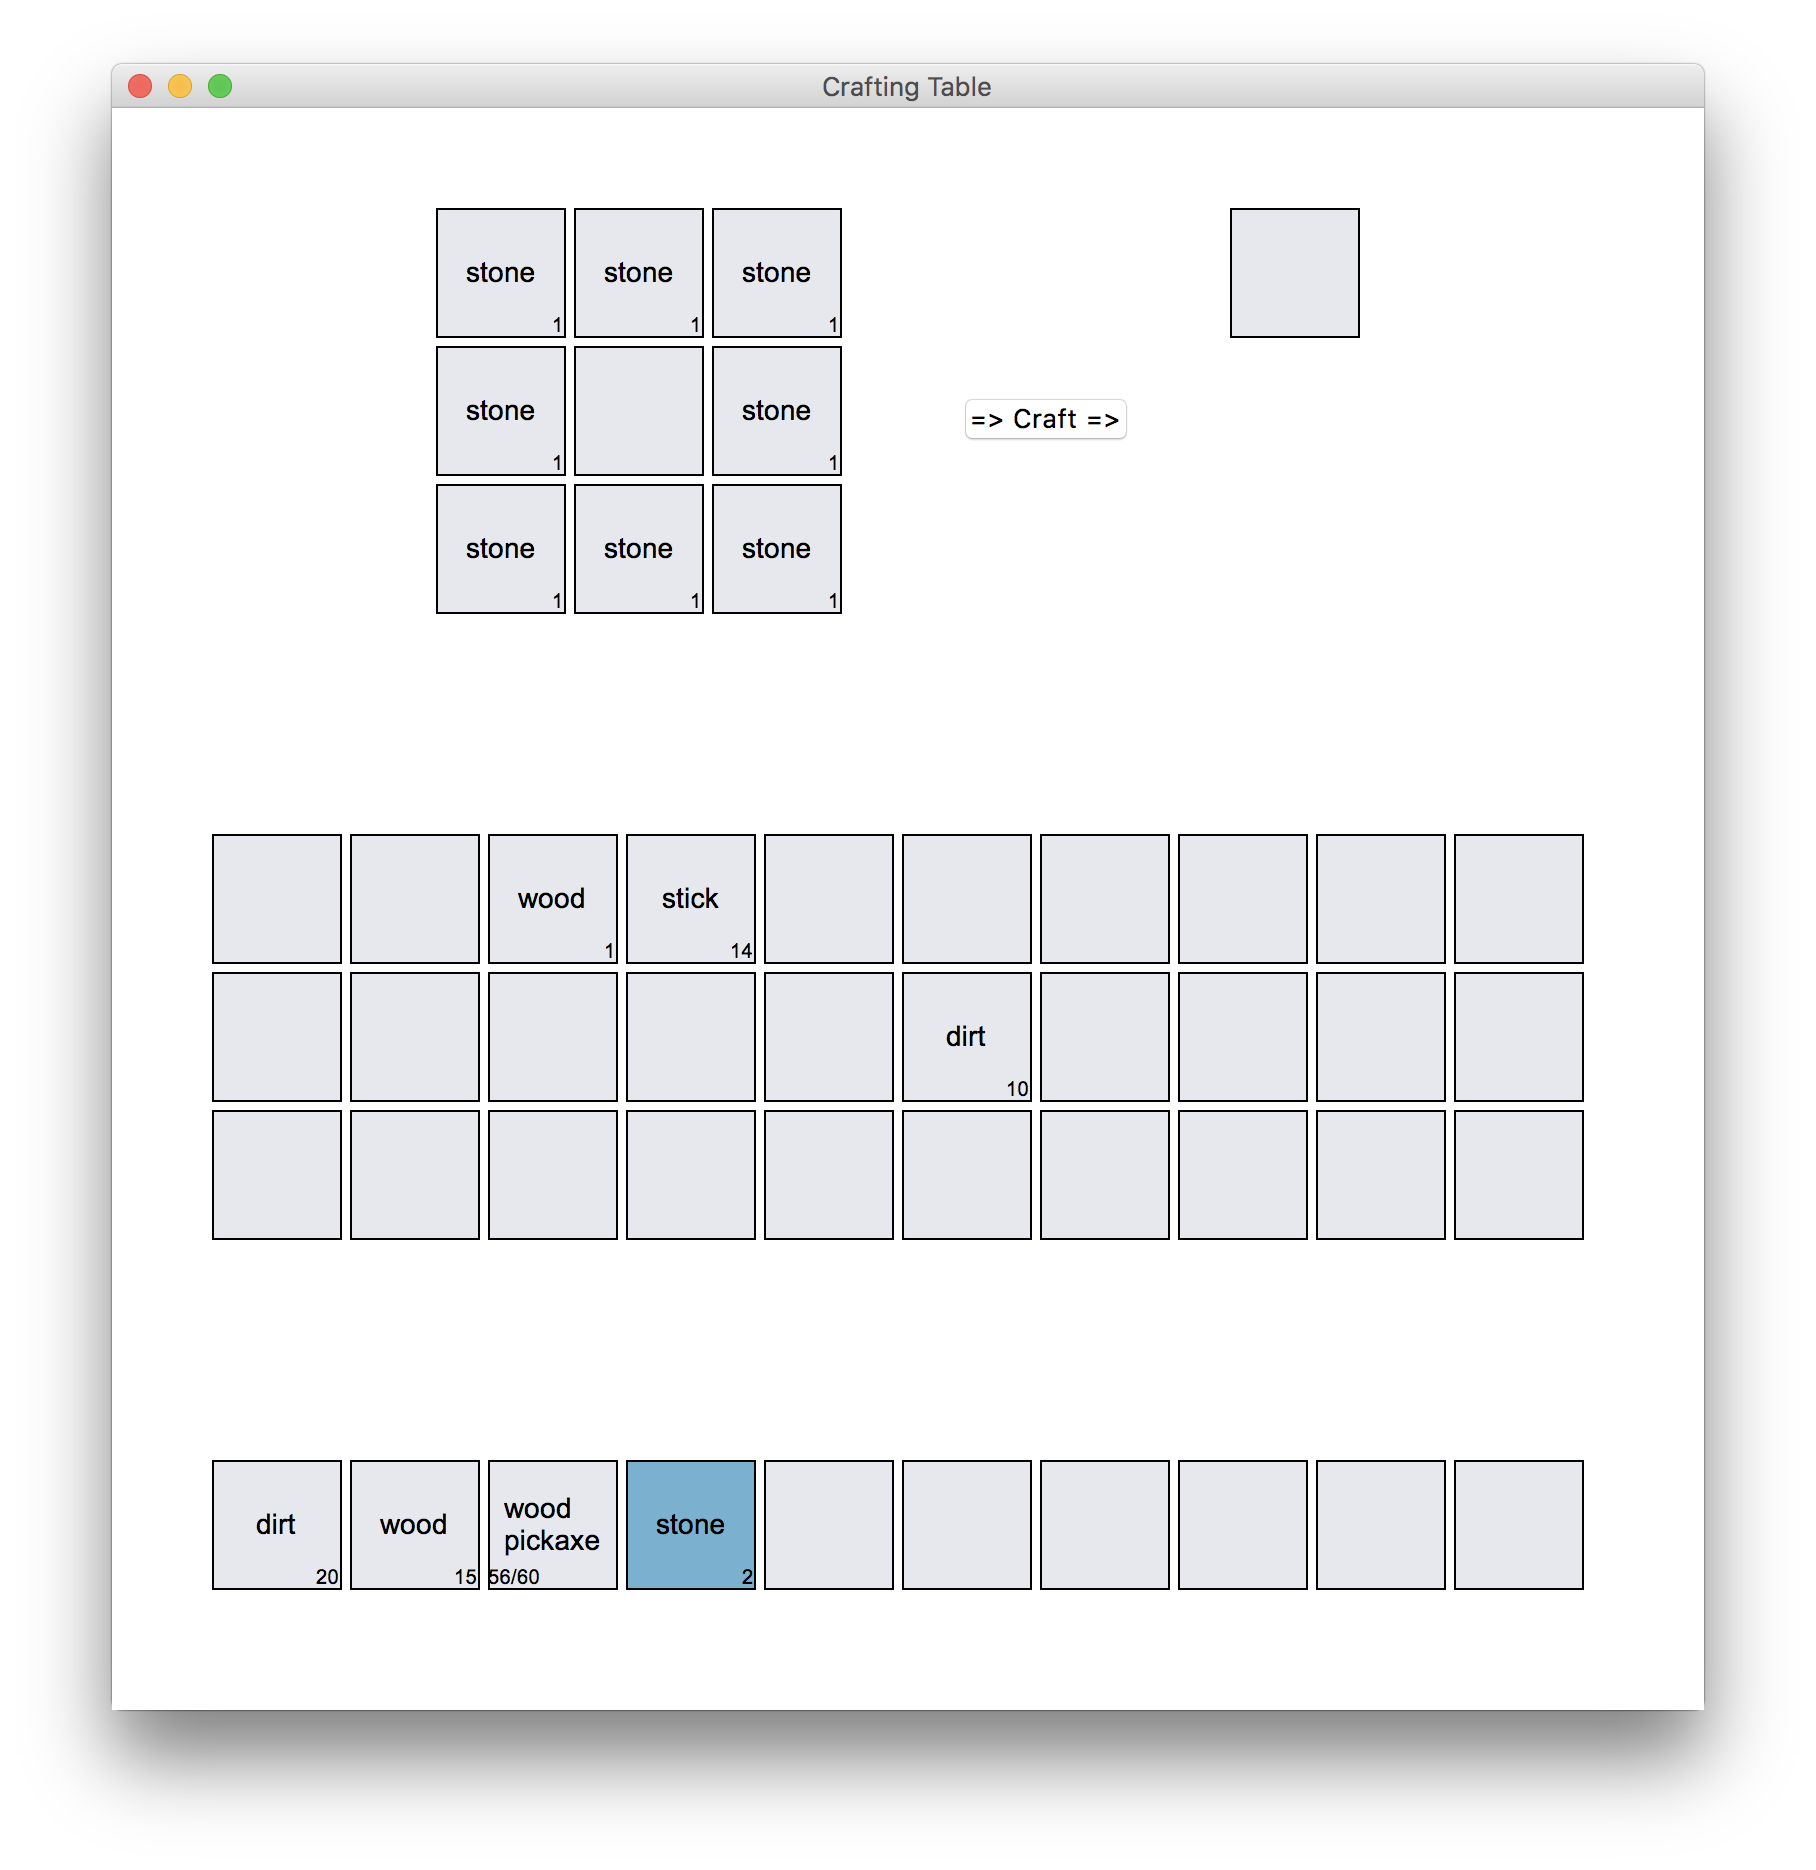 Crafting Table
stone stone stone
1 1 1
stone stone
=> Craft =>
1 1
stone stone stone
1 1 1
wood stick
1 14
dirt
10
dirt wood wood pickaxe stone
20 15 56/60 2